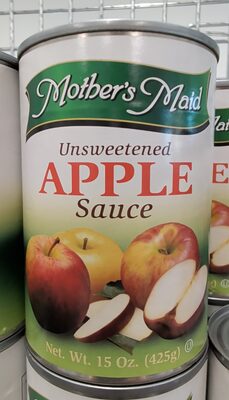 Mother's Maid
Unsweetened
APPLE
Sauce
Net. Wt. 15 Oz. (425g)